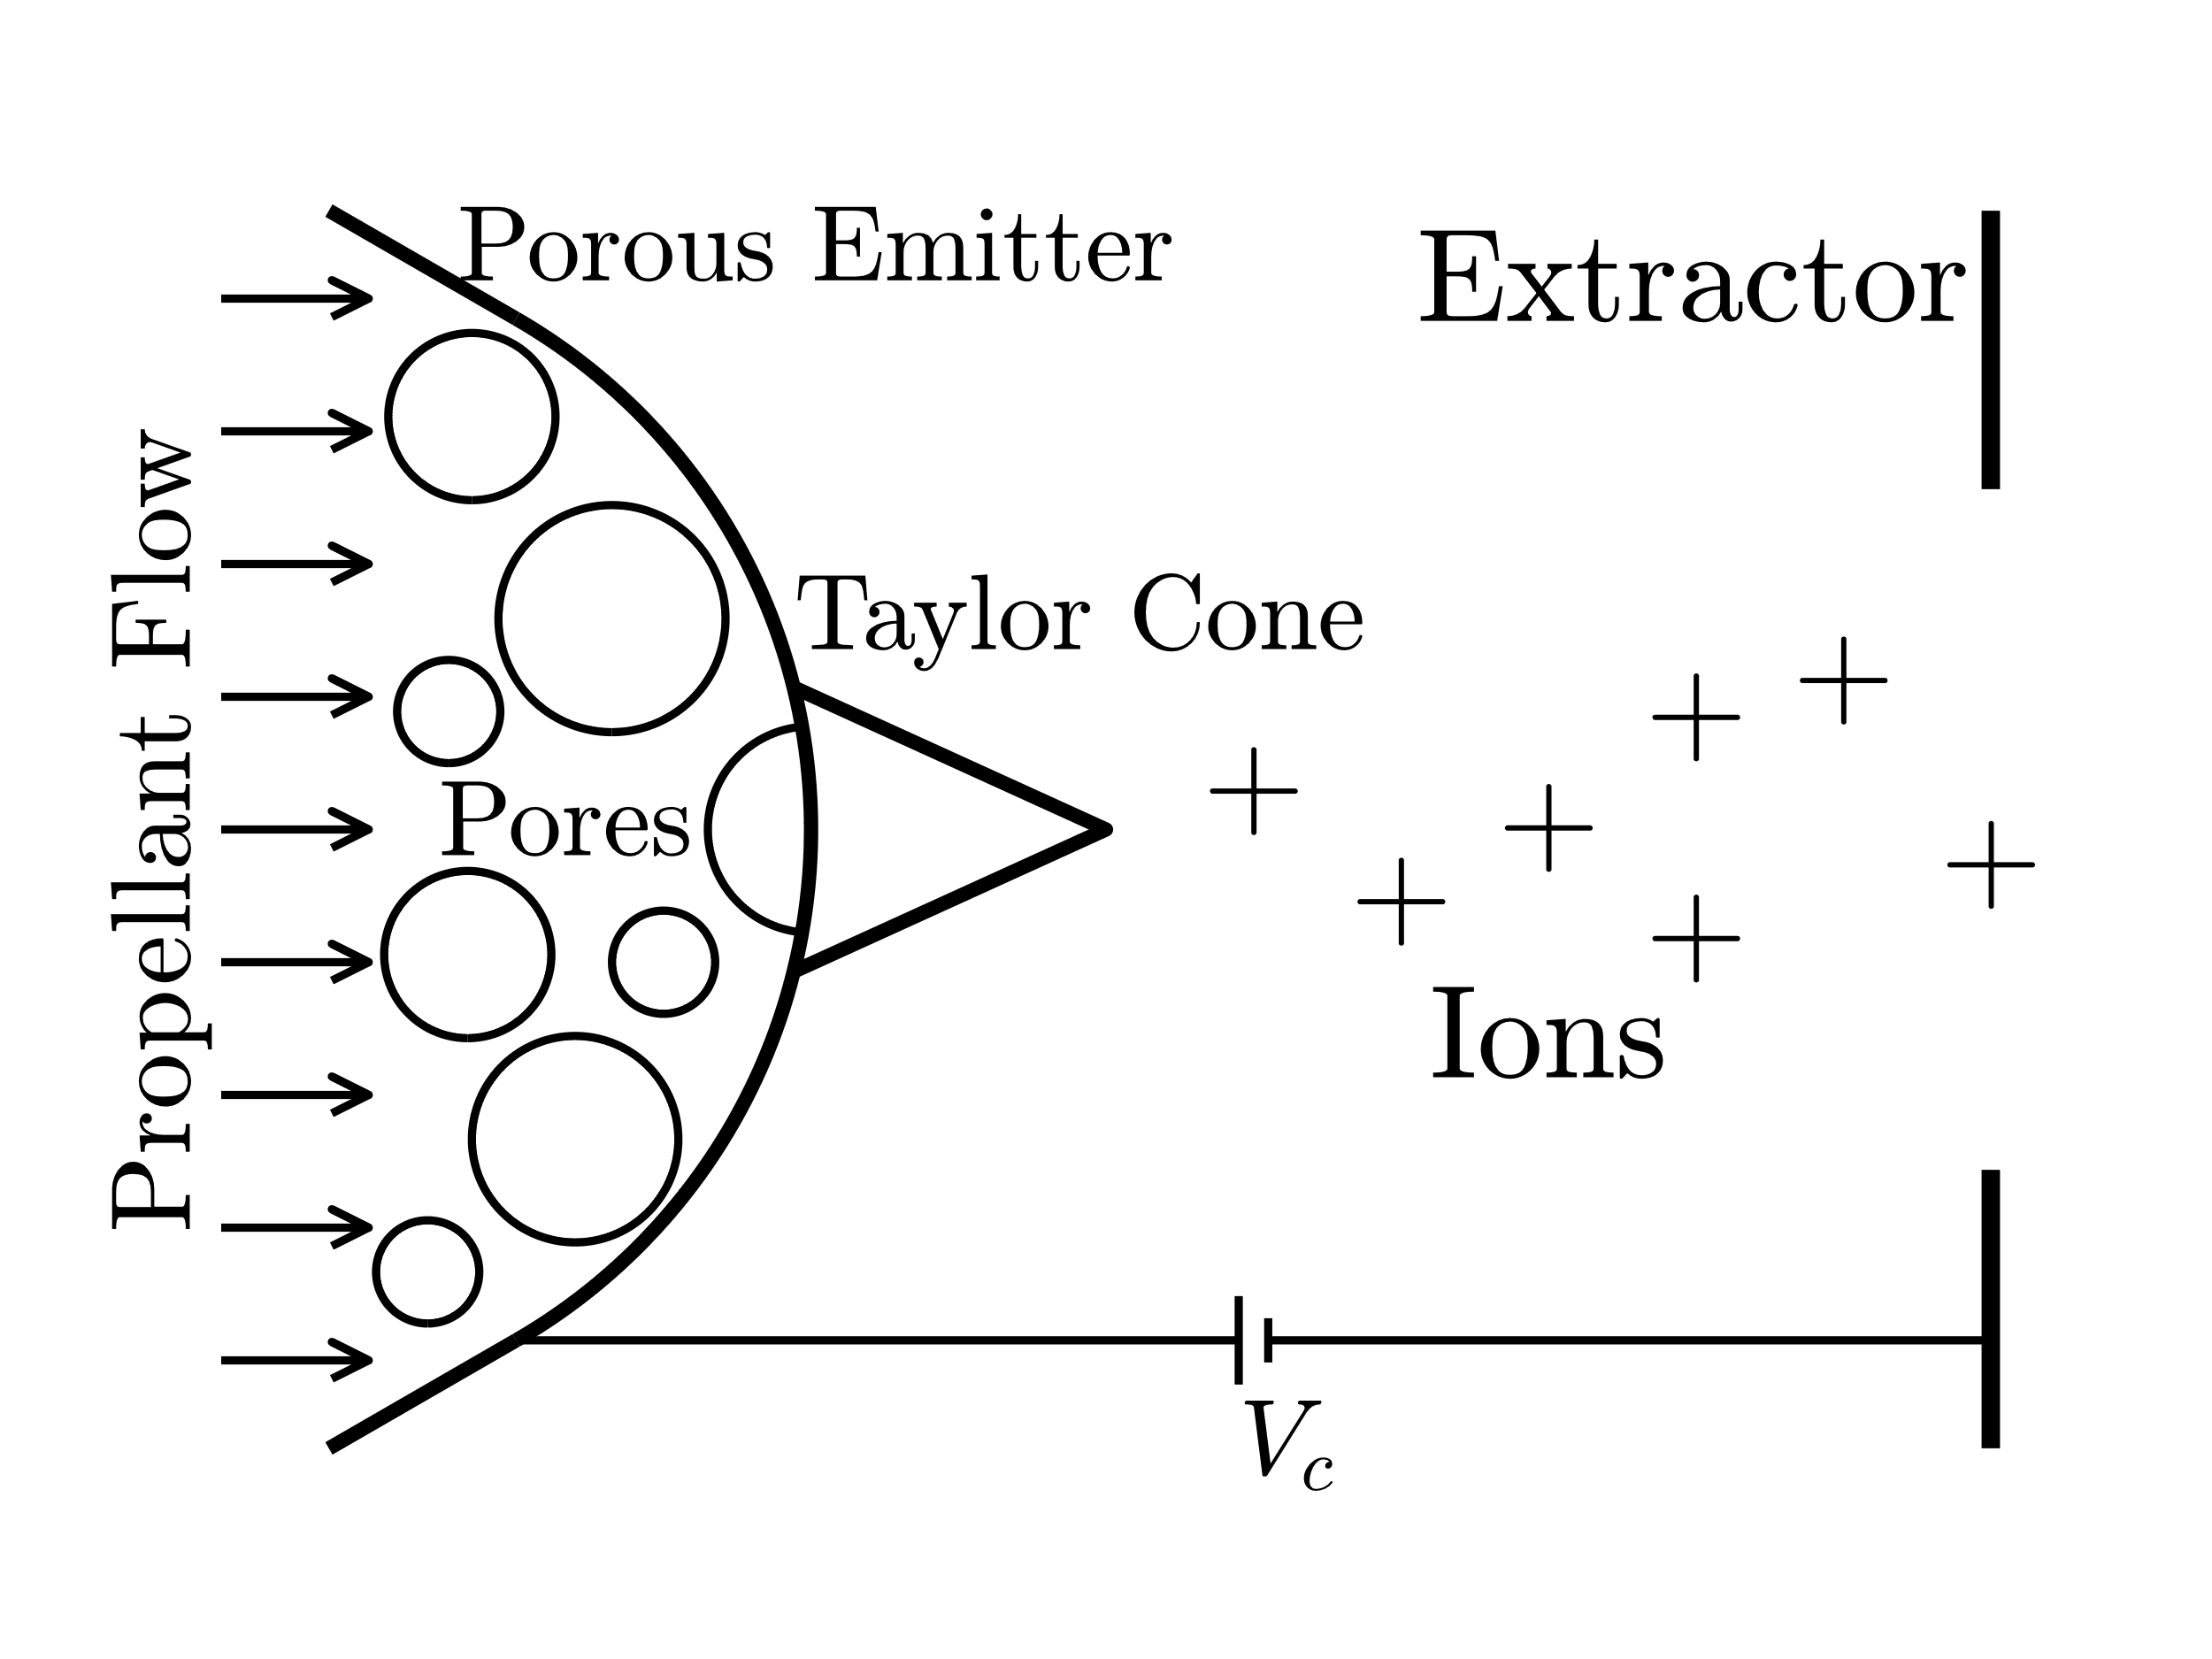 Porous Emitter
Extractor
Propellant Flow
Taylor Cone
Pores
Ions
V_c